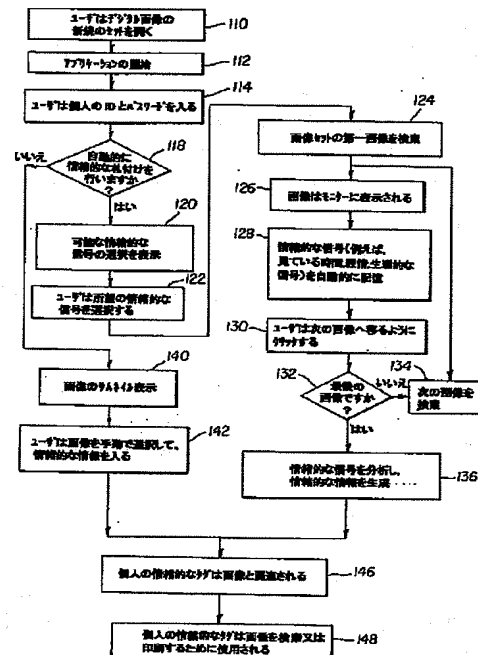 ユーザはデジタル画像の
新規のセットを開く
110
アプリケーションの
112
ユーザは個人のIDとパスワードを入る
114
自動的に
情緒的な札付けを
行いますか
?
118
いいえ
はい
可能な情緒的な
信号の選択を表示
120
ユーザは所望の情緒的な
信号を選択する
122
画像のサムネイル表示
140
ユーザは画像を手動で選択して、
情緒的な情報を入る
142
画像セットの第一画像を検索
124
画像はモニターに表示される
126
情緒的な信号(例えば、
見ている時間、表情、生理的な
信号)を自動的に記憶
128
ユーザは次の画像へ移るように
クリックする
130
最後の
画像ですか
?
132
いいえ
はい
次の画像を
検索
134
情緒的な信号を分析し、
情緒的な情報を生成‥‥
136
個人の情緒的なタグは画像と関連される
146
個人の情緒的なタグは画像を検索又は
印刷するために使用される
148